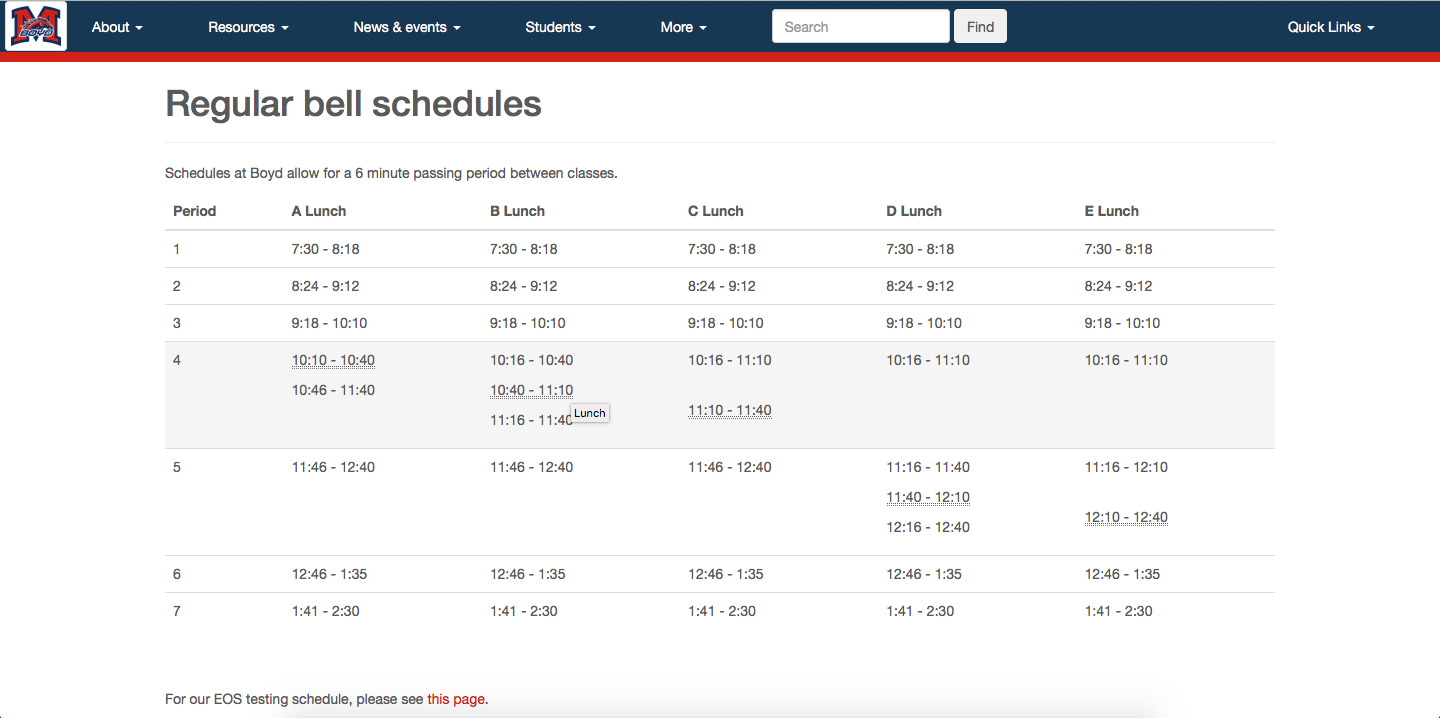 BOYD
About Resources News & events Students More Search Find Quick Links
Regular bell schedules
Schedules at Boyd allow for a 6 minute passing period between classes.
Period A Lunch B Lunch C Lunch D Lunch E Lunch
1 7:30 - 8:18 7:30 - 8:18 7:30 - 8:18 7:30 - 8:18 7:30 - 8:18
2 8:24 - 9:12 8:24 - 9:12 8:24 - 9:12 8:24 - 9:12 8:24 - 9:12
3 9:18 - 10:10 9:18 - 10:10 9:18 - 10:10 9:18 - 10:10 9:18 - 10:10
4 10:10 - 10:40 10:16 - 10:40 10:16 - 11:10 10:16 - 11:10 10:16 - 11:10
10:46 - 11:40 10:40 - 11:10
11:10 - 11:40
Lunch
11:16 - 11:40
5 11:46 - 12:40 11:46 - 12:40 11:46 - 12:40 11:16 - 11:40 11:16 - 12:10
11:40 - 12:10
12:10 - 12:40
12:16 - 12:40
6 12:46 - 1:35 12:46 - 1:35 12:46 - 1:35 12:46 - 1:35 12:46 - 1:35
7 1:41 - 2:30 1:41 - 2:30 1:41 - 2:30 1:41 - 2:30 1:41 - 2:30
For our EOS testing schedule, please see this page.